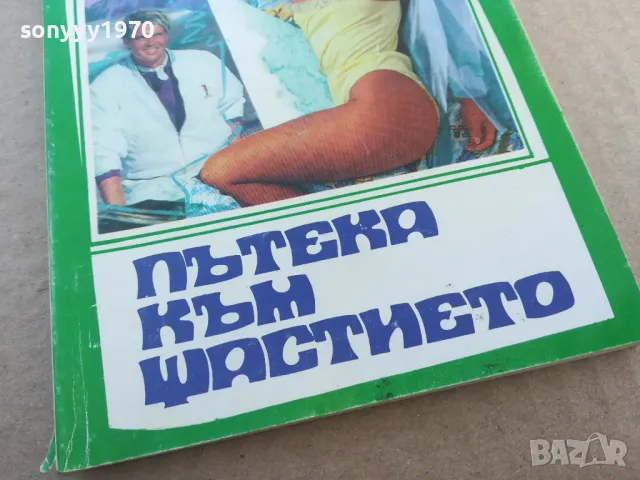 sonyyy1970
ПЪТЕКА
КЪМ
ЩАСТИЕТО
BAZAR